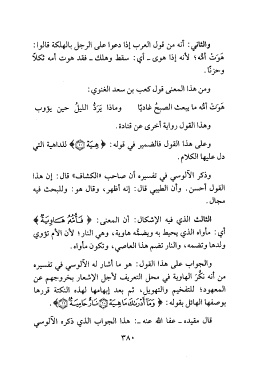 والثاني: أنه من قول العرب إذا دعوا على الرجل بالهلكة قالوا:
هَوَتْ أُمُّه؛ لأنه إذا هوى ـ أي: سقط وهلك ـ فقد هوت أمه ثكلًا
وحزنًا.
ومن هذا المعنى قول كعب بن سعد الغنوي:
هَوَتْ أُمُّه ما يبعث الصبح غاديًا وماذا يَرُدُّ الليلُ حين يؤوب
وهذا القول رواية أخرى عن قتادة.
وعلى هذا القول فالضمير في قوله: ﴿هِيَهْ﴾ للداهية التي
دل عليها الكلام.
وذكر الألوسي في تفسيره أن صاحب «الكشاف» قال: إن هذا
القول أحسن. وأن الطيبي قال: إنه أظهر، وقال هو: وللبحث فيه
مجال.
الثالث الذي فيه الإشكال: أن المعنى: ﴿فَأُمُّهُ هَاوِيَةٌ﴾
أي: مأواه الذي يحيط به ويضمُّه هاوية، وهي النار؛ لأن الأم تؤوي
ولدها وتضمه، والنار تضم هذا العاصي، وتكون مأواه.
والجواب على هذا القول: هو ما أشار له الألوسي في تفسيره
من أنه نكَّر الهاوية في محل التعريف لأجل الإشعار بخروجهم عن
المعهود؛ للتفخيم والتهويل، ثم بعد إبهامها لهذه النكتة قررها
بوصفها الهائل بقوله: ﴿وَمَا أَدْرَاكَ مَا هِيَهْ ۝ نَارٌ حَامِيَةٌ﴾
قال مقيده ـ عفا الله عنه ـ: هذا الجواب الذي ذكره الألوسي
٣٨٠